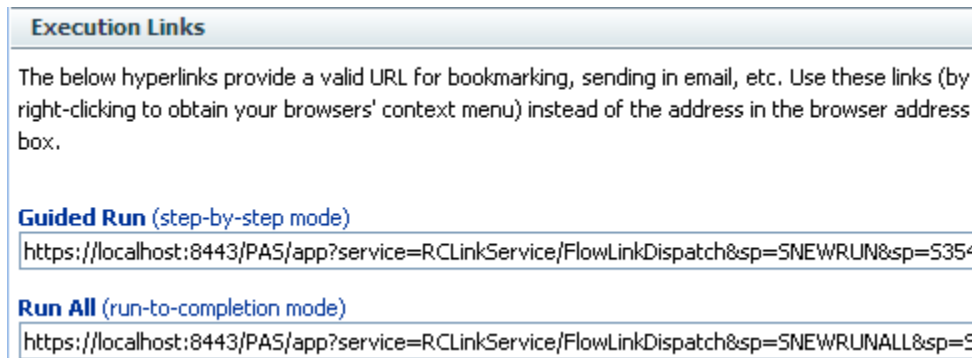 Execution Links
The below hyperlinks provide a valid URL for bookmarking, sending in email, etc. Use these links (by
right-clicking to obtain your browsers' context menu) instead of the address in the browser address
box.
Guided Run (step-by-step mode)
https://localhost:8443/PAS/app?service=RCLinkService/FlowLinkDispatch&sp=SNEWRUN&sp=S354
Run All (run-to-completion mode)
https://localhost:8443/PAS/app?service=RCLinkService/FlowLinkDispatch&sp=SNEWRUNALL&sp=S